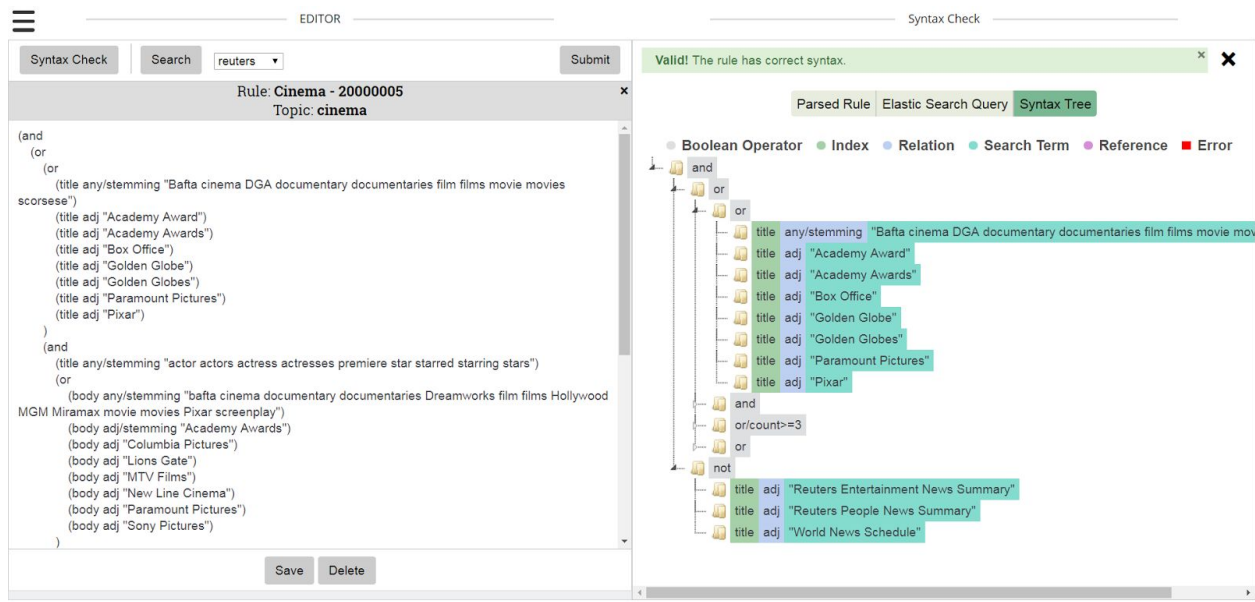 EDITOR
Syntax Check
Syntax Check
Search
reuters
Submit
Rule: Cinema - 20000005
×
Topic: cinema
(and
(or
(or
(title any/stemming "Bafta cinema DGA documentary documentaries film films movie movies
scorsese")
(title adj "Academy Award")
(title adj "Academy Awards")
(title adj "Box Office")
(title adj "Golden Globe")
(title adj "Golden Globes")
(title adj "Paramount Pictures")
(title adj "Pixar")
)
(and
(title any/stemming "actor actors actress actresses premiere star starred starring stars")
(or
(body any/stemming "bafta cinema documentary documentaries Dreamworks film films Hollywood
MGM Miramax movie movies Pixar screenplay")
(body adj/stemming "Academy Awards")
(body adj "Columbia Pictures")
(body adj "Lions Gate")
(body adj "MTV Films")
(body adj "New Line Cinema")
(body adj "Paramount Pictures")
(body adj "Sony Pictures")
)
Save
Delete
Valid! The rule has correct syntax.
×
Parsed Rule
Elastic Search Query
Syntax Tree
Boolean Operator
Index
Relation
Search Term
Reference
Error
and
or
or
title any/stemming "Bafta cinema DGA documentary documentaries film films movie mov
title adj "Academy Award"
title adj "Academy Awards"
title adj "Box Office"
title adj "Golden Globe"
title adj "Golden Globes"
title adj "Paramount Pictures"
title adj "Pixar"
and
or/count>=3
or
not
title adj "Reuters Entertainment News Summary"
title adj "Reuters People News Summary"
title adj "World News Schedule"